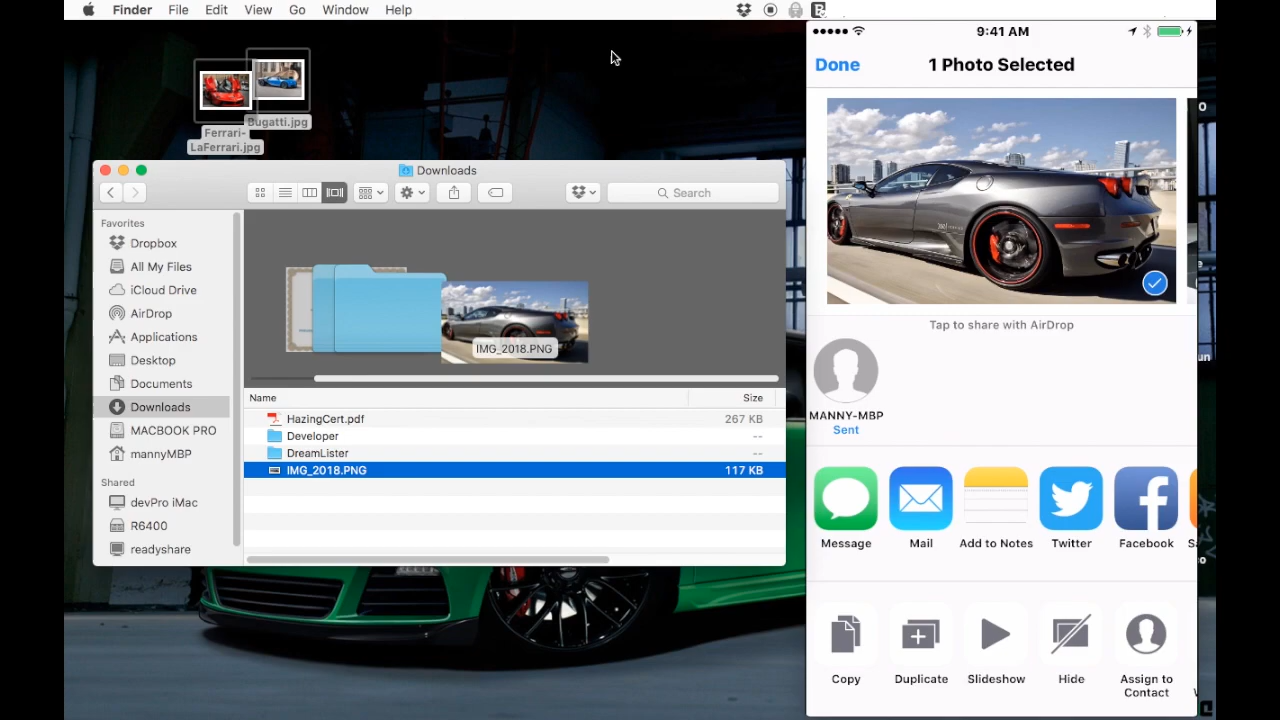 Finder File Edit View Go Window Help
Bugatti.jpg
Ferrari-
LaFerrari.jpg
Downloads
Search
Favorites
Dropbox
All My Files
iCloud Drive
AirDrop
Applications
Desktop
Documents
Downloads
MACBOOK PRO
mannyMBP
Shared
devPro iMac
R6400
readyshare
IMG_2018.PNG
Name Size
HazingCert.pdf 267 KB
Developer --
DreamLister --
IMG_2018.PNG 117 KB
9:41 AM
Done 1 Photo Selected
Tap to share with AirDrop
MANNY-MBP
Sent
Message Mail Add to Notes Twitter Facebook
Copy Duplicate Slideshow Hide Assign to
Contact